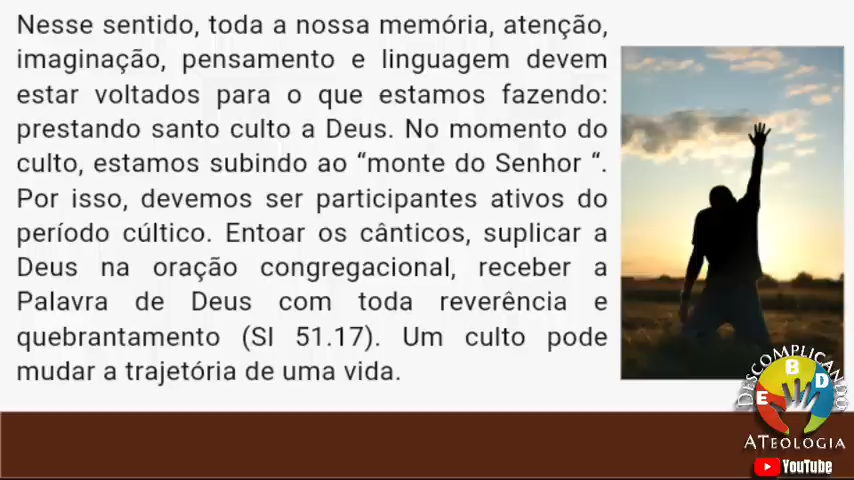 Nesse sentido, toda a nossa memória, atenção,
imaginação, pensamento e linguagem devem
estar voltados para o que estamos fazendo:
prestando santo culto a Deus. No momento do
culto, estamos subindo ao “monte do Senhor “.
Por isso, devemos ser participantes ativos do
período cúltico. Entoar os cânticos, suplicar a
Deus na oração congregacional, receber a
Palavra de Deus com toda reverência e
quebrantamento (Sl 51.17). Um culto pode
mudar a trajetória de uma vida.
DESCOMPLICANDO
EBD
ATEOLOGIA
YouTube